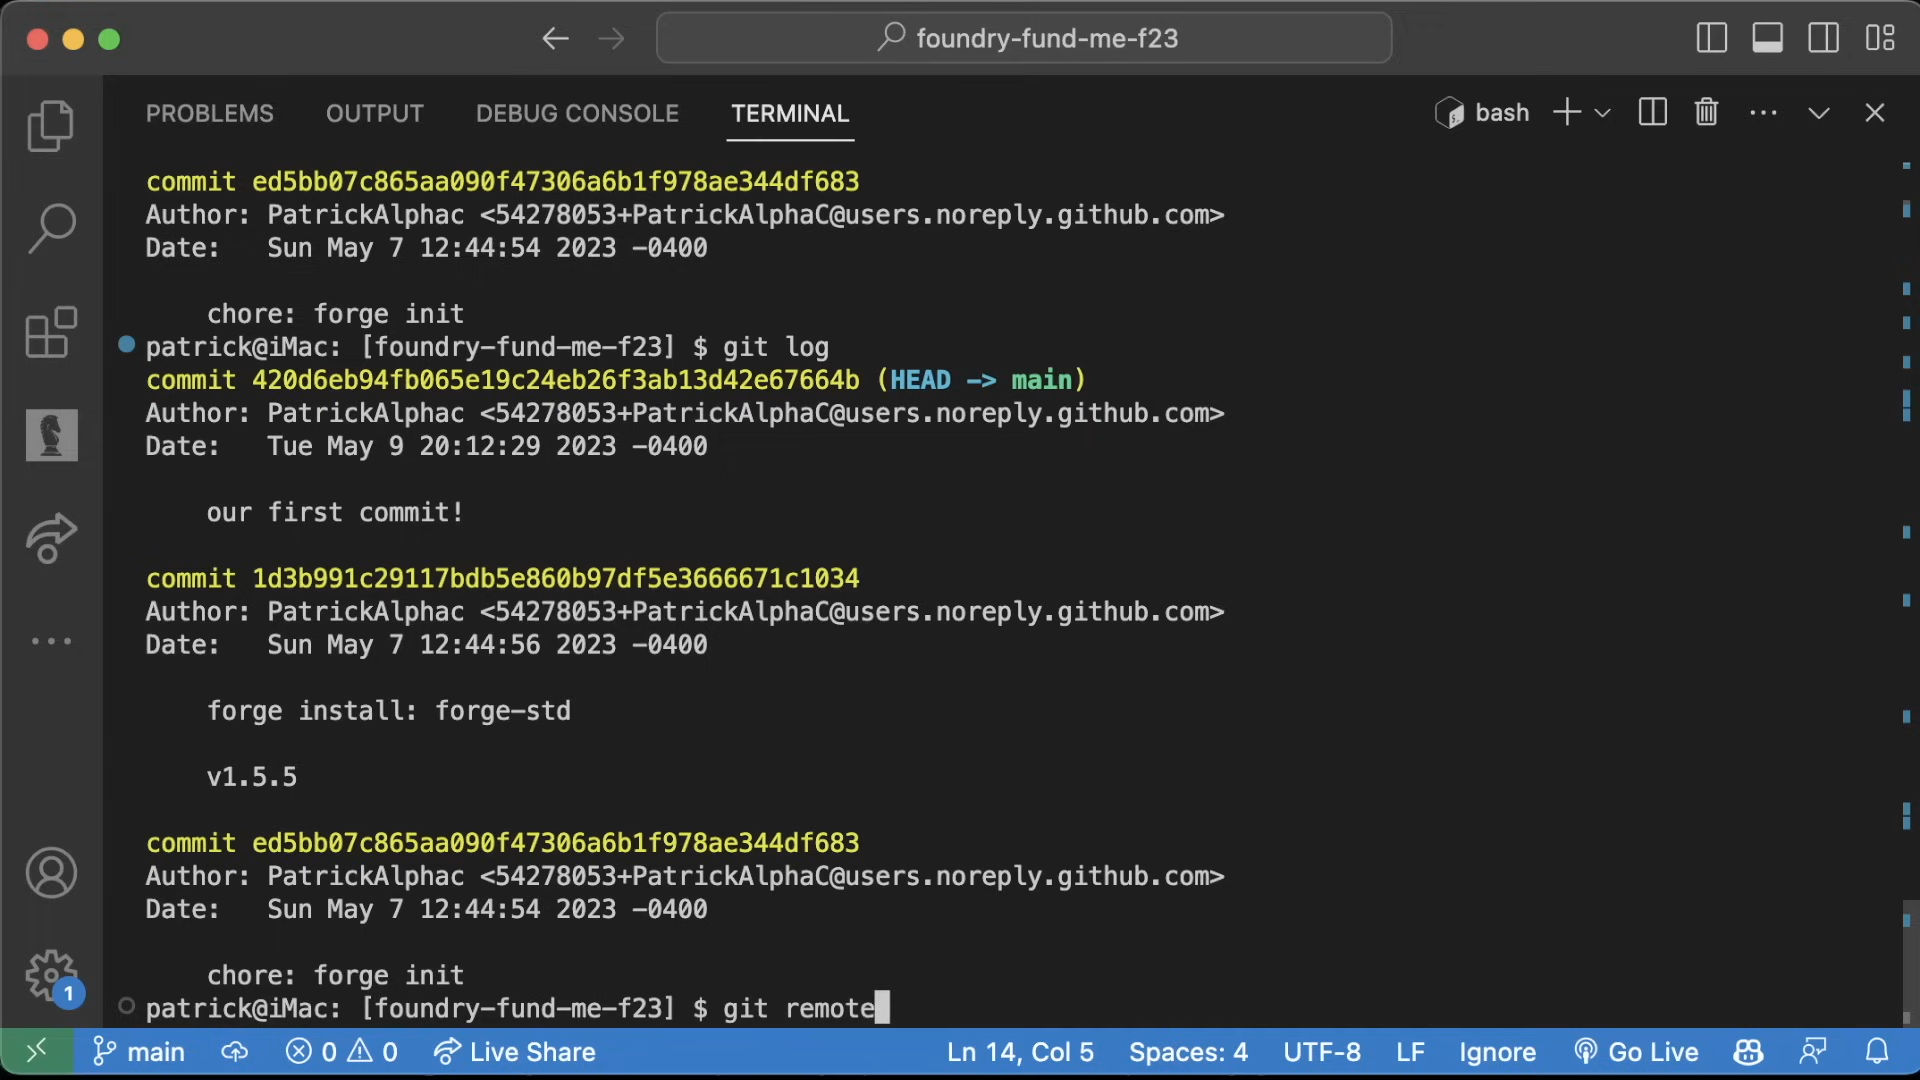 foundry-fund-me-f23
PROBLEMS OUTPUT DEBUG CONSOLE TERMINAL bash
commit ed5bb07c865aa090f47306a6b1f978ae344df683
Author: PatrickAlphac <54278053+PatrickAlphaC@users.noreply.github.com>
Date:   Sun May 7 12:44:54 2023 -0400
chore: forge init
patrick@iMac: [foundry-fund-me-f23] $ git log
commit 420d6eb94fb065e19c24eb26f3ab13d42e67664b (HEAD -> main)
Author: PatrickAlphac <54278053+PatrickAlphaC@users.noreply.github.com>
Date:   Tue May 9 20:12:29 2023 -0400
our first commit!
commit 1d3b991c29117bdb5e860b97df5e3666671c1034
Author: PatrickAlphac <54278053+PatrickAlphaC@users.noreply.github.com>
Date:   Sun May 7 12:44:56 2023 -0400
forge install: forge-std
v1.5.5
commit ed5bb07c865aa090f47306a6b1f978ae344df683
Author: PatrickAlphac <54278053+PatrickAlphaC@users.noreply.github.com>
Date:   Sun May 7 12:44:54 2023 -0400
chore: forge init
1
patrick@iMac: [foundry-fund-me-f23] $ git remote
main 0 0 Live Share Ln 14, Col 5 Spaces: 4 UTF-8 LF Ignore Go Live